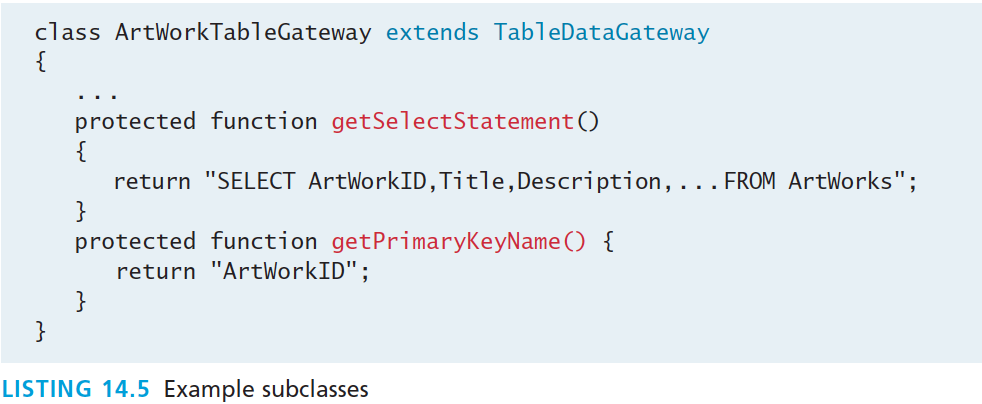 class ArtWorkTableGateway extends TableDataGateway
{
...
protected function getSelectStatement()
{
return "SELECT ArtWorkID,Title,Description,...FROM ArtWorks";
}
protected function getPrimaryKeyName() {
return "ArtWorkID";
}
}
LISTING 14.5 Example subclasses